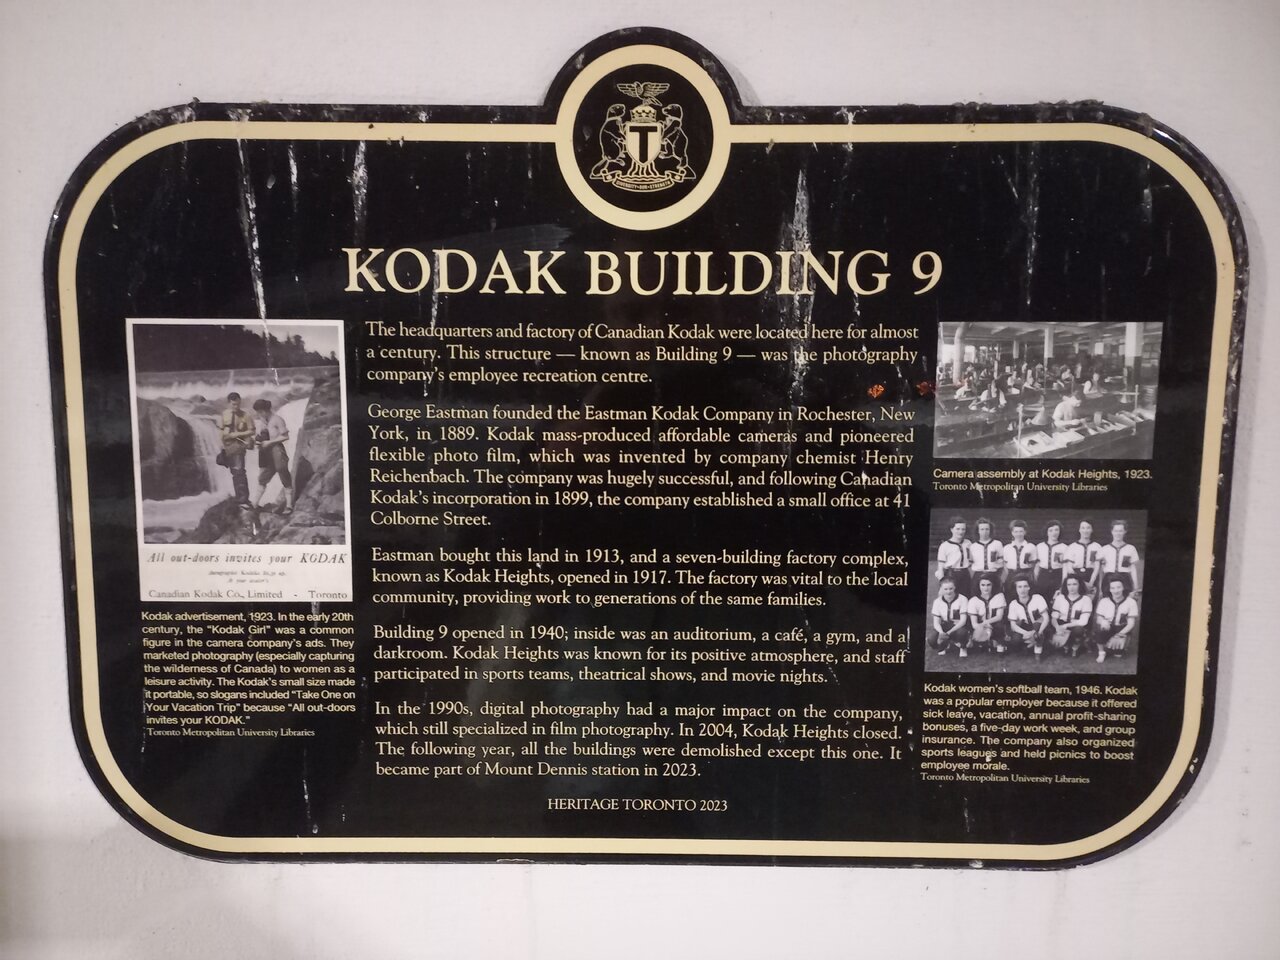 T
DIVERSITY • OUR • STRENGTH
KODAK BUILDING 9
The headquarters and factory of Canadian Kodak were located here for almost
a century. This structure — known as Building 9 — was the photography
company's employee recreation centre.
George Eastman founded the Eastman Kodak Company in Rochester, New
York, in 1889. Kodak mass-produced affordable cameras and pioneered
flexible photo film, which was invented by company chemist Henry
Reichenbach. The company was hugely successful, and following Canadian
Kodak's incorporation in 1899, the company established a small office at 41
Colborne Street.
Eastman bought this land in 1913, and a seven-building factory complex,
known as Kodak Heights, opened in 1917. The factory was vital to the local
community, providing work to generations of the same families.
Building 9 opened in 1940; inside was an auditorium, a café, a gym, and a
darkroom. Kodak Heights was known for its positive atmosphere, and staff
participated in sports teams, theatrical shows, and movie nights.
In the 1990s, digital photography had a major impact on the company,
which still specialized in film photography. In 2004, Kodak Heights closed.
The following year, all the buildings were demolished except this one. It
became part of Mount Dennis station in 2023.
HERITAGE TORONTO 2023
All out-doors invites your KODAK
Canadian Kodak Co., Limited - Toronto
Kodak advertisement, 1923. In the early 20th
century, the "Kodak Girl" was a common
figure in the camera company's ads. They
marketed photography (especially capturing
the wilderness of Canada) to women as a
leisure activity. The Kodak's small size made
it portable, so slogans included "Take One on
Your Vacation Trip" because "All out-doors
invites your KODAK."
Toronto Metropolitan University Libraries
Camera assembly at Kodak Heights, 1923.
Toronto Metropolitan University Libraries
Kodak women's softball team, 1946. Kodak
was a popular employer because it offered
sick leave, vacation, annual profit-sharing
bonuses, a five-day work week, and group
insurance. The company also organized
sports leagues and held picnics to boost
employee morale.
Toronto Metropolitan University Libraries